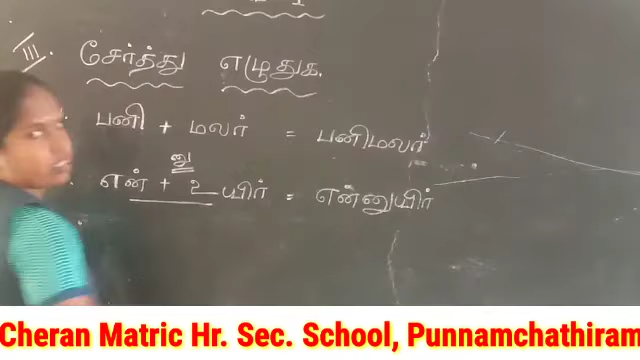 III. சேர்த்து எழுதுக.
பனி + மலர் = பனிமலர்
னு
என் + உயிர் = என்னுயிர்
Cheran Matric Hr. Sec. School, Punnamchathiram